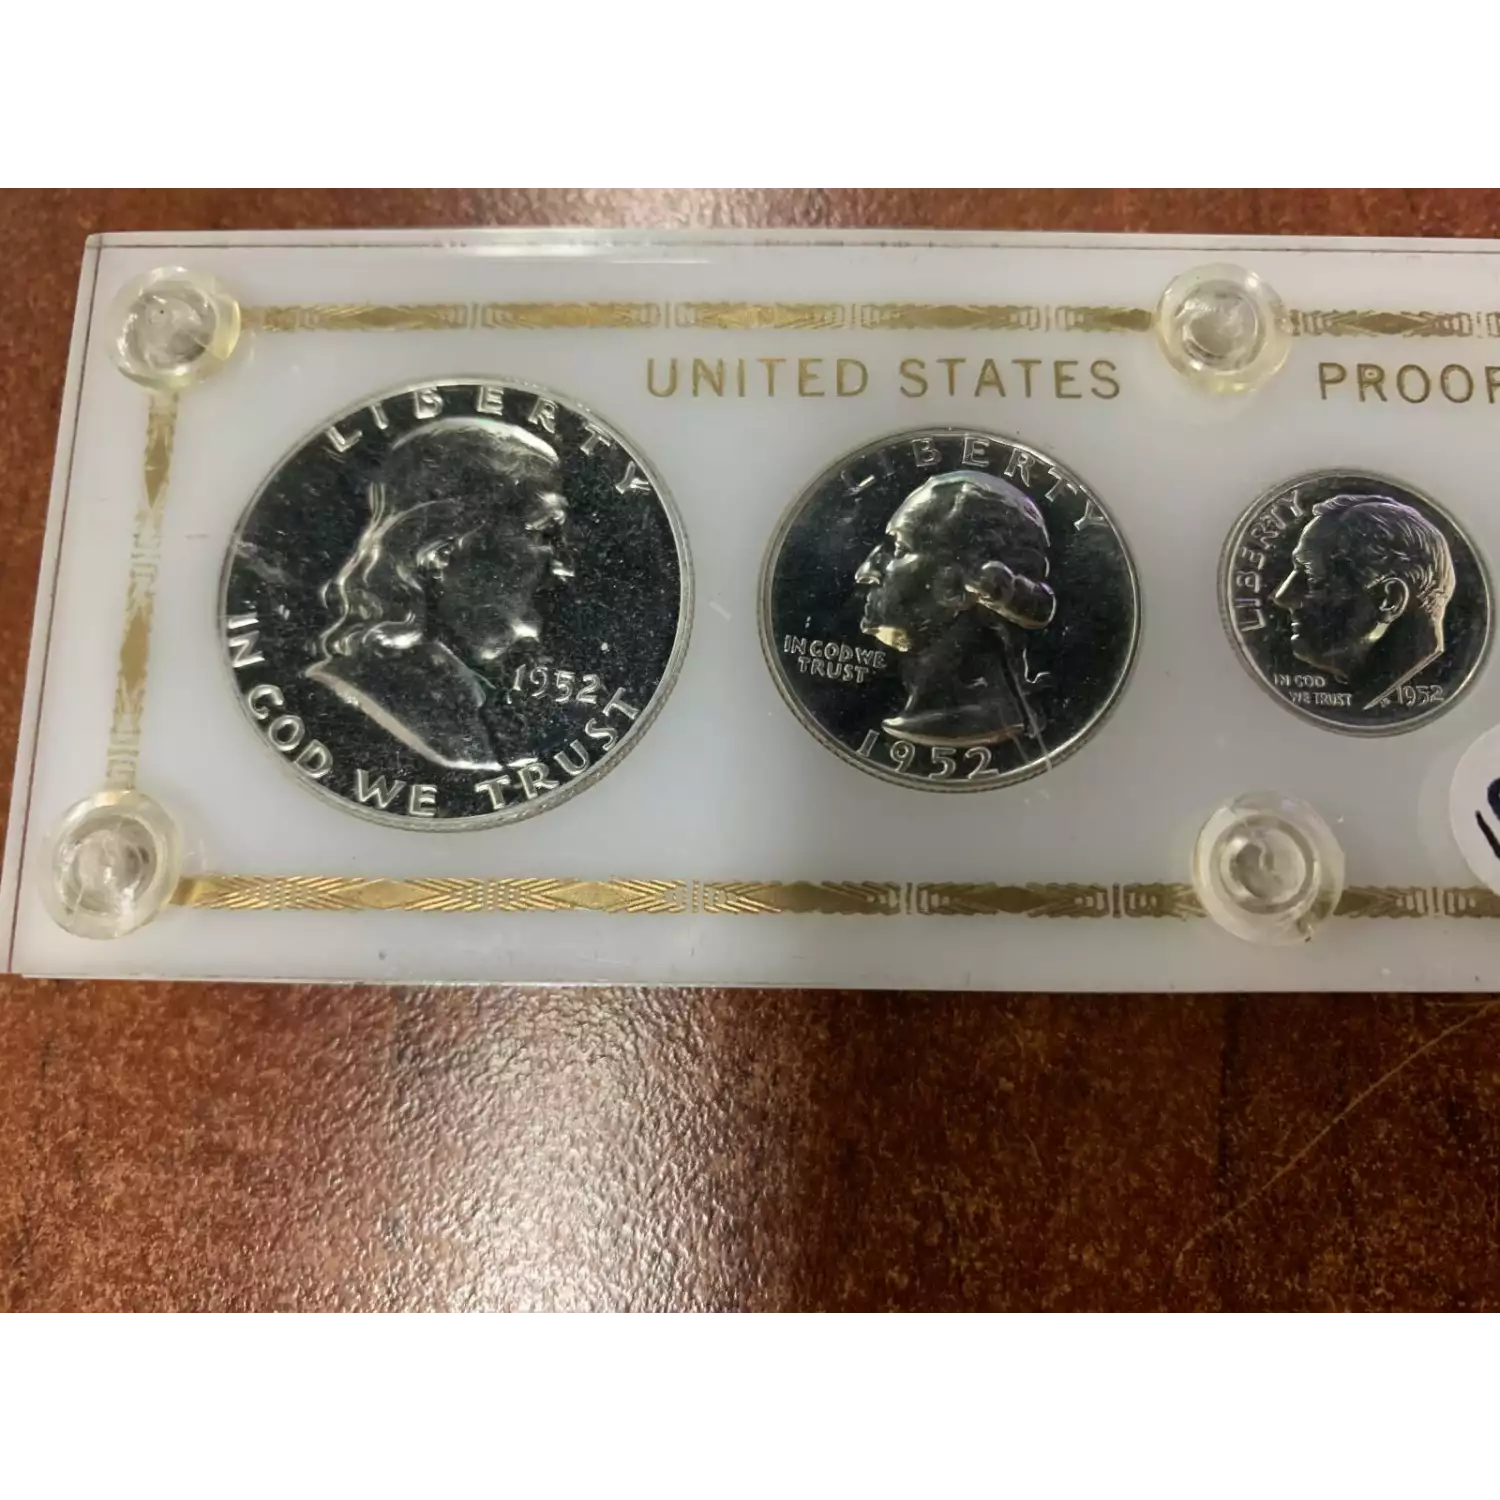 UNITED STATES PROOF
LIBERTY
1952
IN GOD WE TRUST
LIBERTY
IN GOD WE
TRUST
1952
LIBERTY
IN GOD
WE TRUST
1952